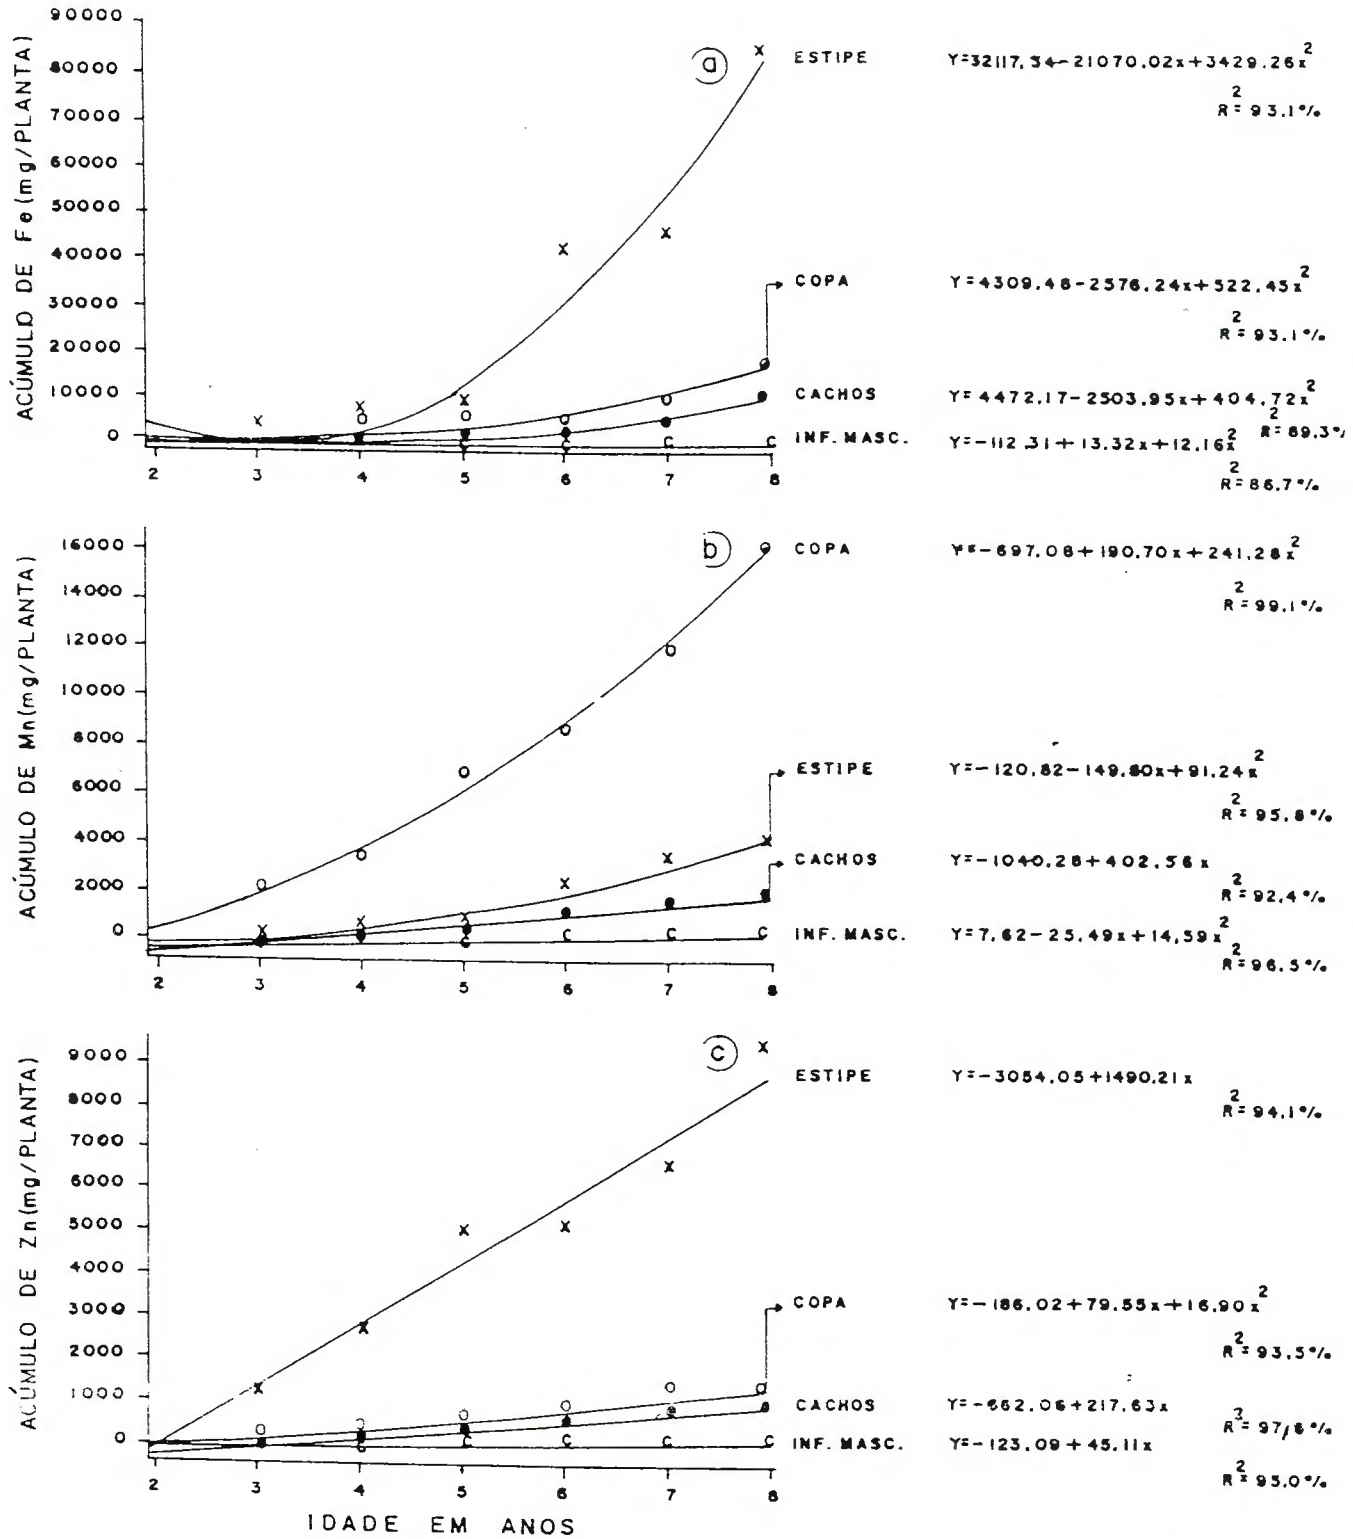 ACÚMULO DE Fe (mg/PLANTA)
90000
80000
70000
60000
50000
40000
30000
20000
10000
0
2 3 4 5 6 7 8
a
ESTIPE Y=32117,34-21070,02x+3429.26x²
R²=93.1%
COPA Y=4309,48-2576,24x+522,45x²
R²=93.1%
CACHOS Y=4472,17-2503,95x+404,72x²
R²=89,3%
INF. MASC. Y=-112,31+13,32x+12,16x²
R²=86,7%
ACÚMULO DE Mn(mg/PLANTA)
16000
14000
12000
10000
8000
6000
4000
2000
0
2 3 4 5 6 7 8
b
COPA Y=-697,08+190,70x+241,28x²
R²=99,1%
ESTIPE Y=-120,82-149,80x+91,24x²
R²=95,8%
CACHOS Y=-1040,28+402,56x
R²=92,4%
INF. MASC. Y=7,62-25,49x+14,59x²
R²=96,5%
ACÚMULO DE Zn(mg/PLANTA)
9000
8000
7000
6000
5000
4000
3000
2000
1000
0
2 3 4 5 6 7 8
c
ESTIPE Y=-3054,05+1490,21x
R²=94,1%
COPA Y=-186,02+79,55x+16,90x²
R²=93,5%
CACHOS Y=-662,06+217,63x
R³=97,6%
INF. MASC. Y=-123,09+45,11x
R²=95,0%
IDADE EM ANOS